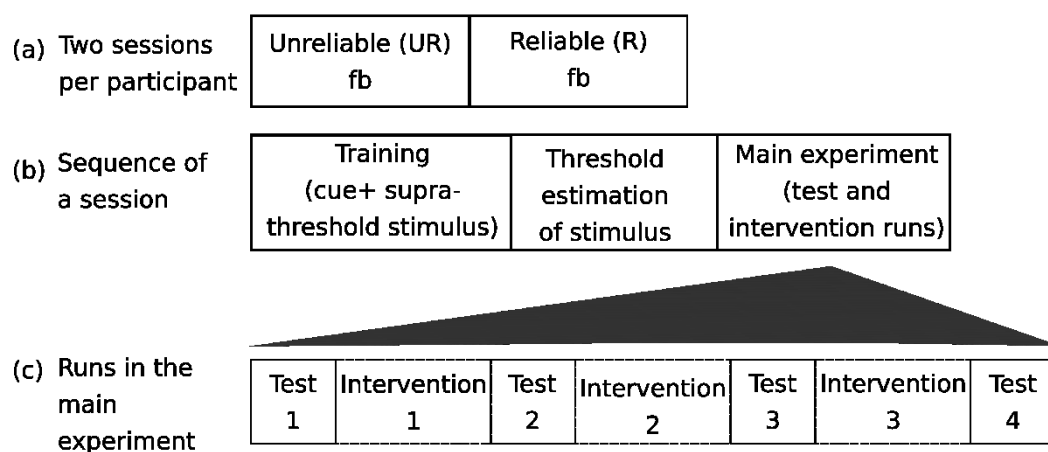 (a) Two sessions
per participant
Unreliable (UR)
fb
Reliable (R)
fb
(b) Sequence of
a session
Training
(cue+ supra-
threshold stimulus)
Threshold
estimation
of stimulus
Main experiment
(test and
intervention runs)
(c) Runs in the
main
experiment
Test
1
Intervention
1
Test
2
Intervention
2
Test
3
Intervention
3
Test
4